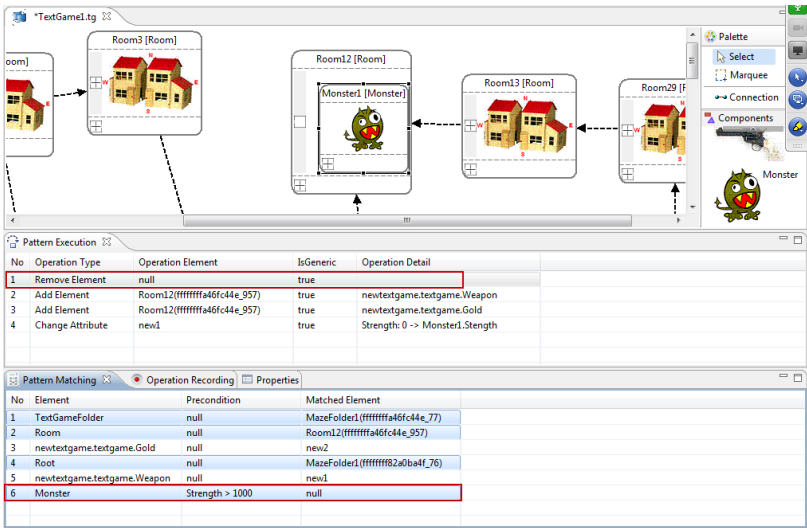 *TextGame1.tg
Palette
Select
Marquee
Connection
Components
Monster
oom]
Room3 [Room]
N
W
E
S
Room12 [Room]
Monster1 [Monster]
Room13 [Room]
N
W
E
S
Room29 [F
N
W
S
Pattern Execution
No Operation Type Operation Element IsGeneric Operation Detail
1 Remove Element null true
2 Add Element Room12(ffffffffa46fc44e_957) true newtextgame.textgame.Weapon
3 Add Element Room12(ffffffffa46fc44e_957) true newtextgame.textgame.Gold
4 Change Attribute new1 true Strength: 0 -> Monster1.Stength
Pattern Matching Operation Recording Properties
No Element Precondition Matched Element
1 TextGameFolder null MazeFolder1(ffffffffa46fc44e_77)
2 Room null Room12(ffffffffa46fc44e_957)
3 newtextgame.textgame.Gold null new2
4 Root null MazeFolder1(ffffffff82a0ba4f_76)
5 newtextgame.textgame.Weapon null new1
6 Monster Strength > 1000 null